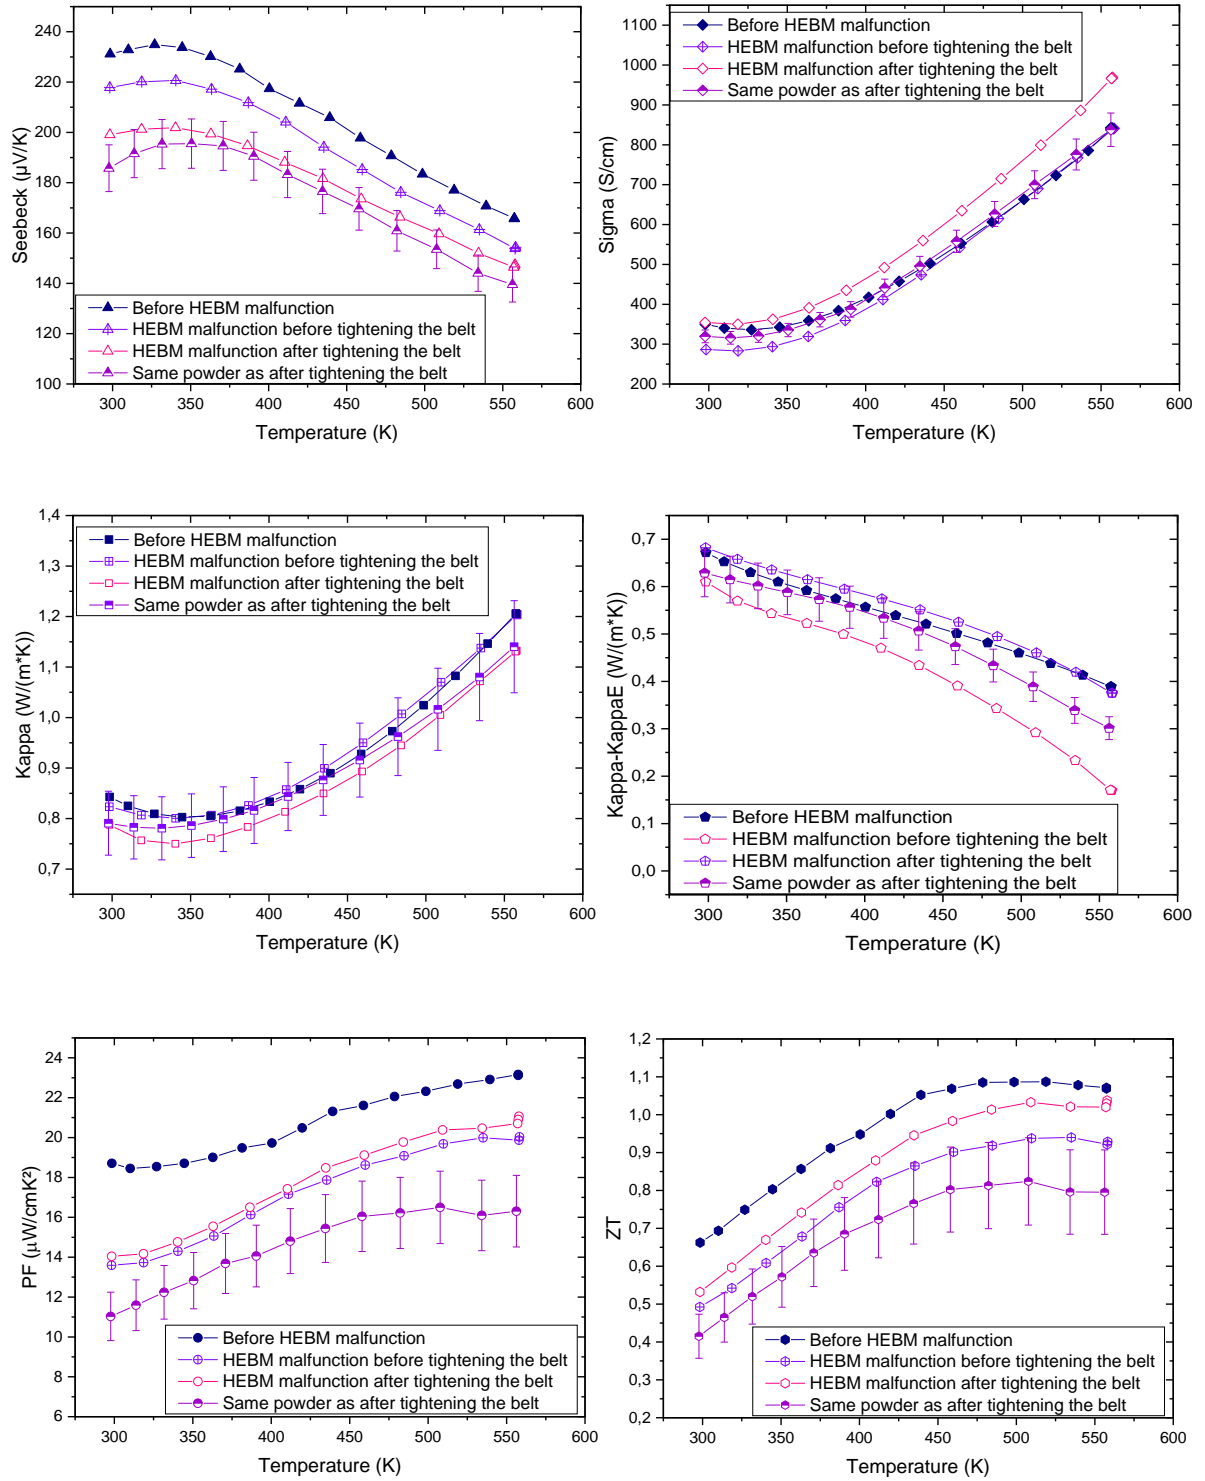 240
220
200
180
160
140
120
100
Seebeck (µV/K)
Before HEBM malfunction
HEBM malfunction before tightening the belt
HEBM malfunction after tightening the belt
Same powder as after tightening the belt
300 350 400 450 500 550 600
Temperature (K)
1100
1000
900
800
700
600
500
400
300
200
Sigma (S/cm)
Before HEBM malfunction
HEBM malfunction before tightening the belt
HEBM malfunction after tightening the belt
Same powder as after tightening the belt
300 350 400 450 500 550 600
Temperature (K)
1,4
1,3
1,2
1,1
1,0
0,9
0,8
0,7
Kappa (W/(m*K))
Before HEBM malfunction
HEBM malfunction before tightening the belt
HEBM malfunction after tightening the belt
Same powder as after tightening the belt
300 350 400 450 500 550 600
Temperature (K)
0,7
0,6
0,5
0,4
0,3
0,2
0,1
0,0
Kappa-KappaE (W/(m*K))
Before HEBM malfunction
HEBM malfunction before tightening the belt
HEBM malfunction after tightening the belt
Same powder as after tightening the belt
300 350 400 450 500 550 600
Temperature (K)
24
22
20
18
16
14
12
10
8
6
PF (µW/cmK²)
Before HEBM malfunction
HEBM malfunction before tightening the belt
HEBM malfunction after tightening the belt
Same powder as after tightening the belt
300 350 400 450 500 550 600
Temperature (K)
1,2
1,1
1,0
0,9
0,8
0,7
0,6
0,5
0,4
0,3
0,2
ZT
Before HEBM malfunction
HEBM malfunction before tightening the belt
HEBM malfunction after tightening the belt
Same powder as after tightening the belt
300 350 400 450 500 550 600
Temperature (K)